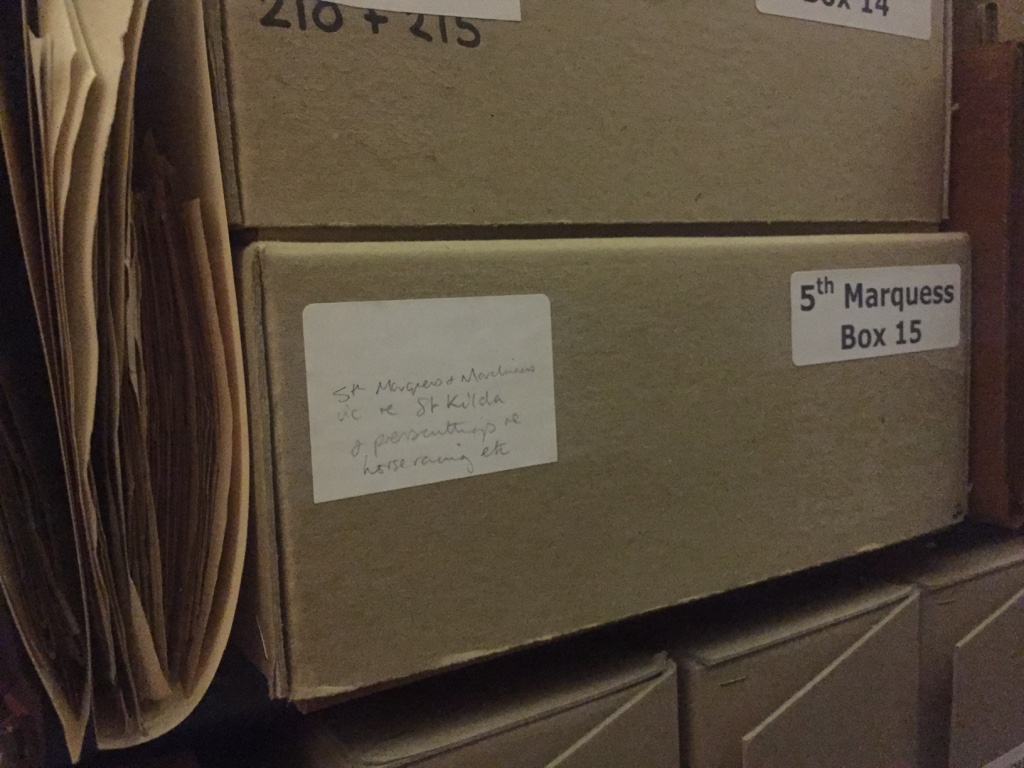 210 + 215
Box 14
5th Marquess
Box 15
5th Marquess & Marchioness
re St Kilda
& presscuttings re
horse racing etc